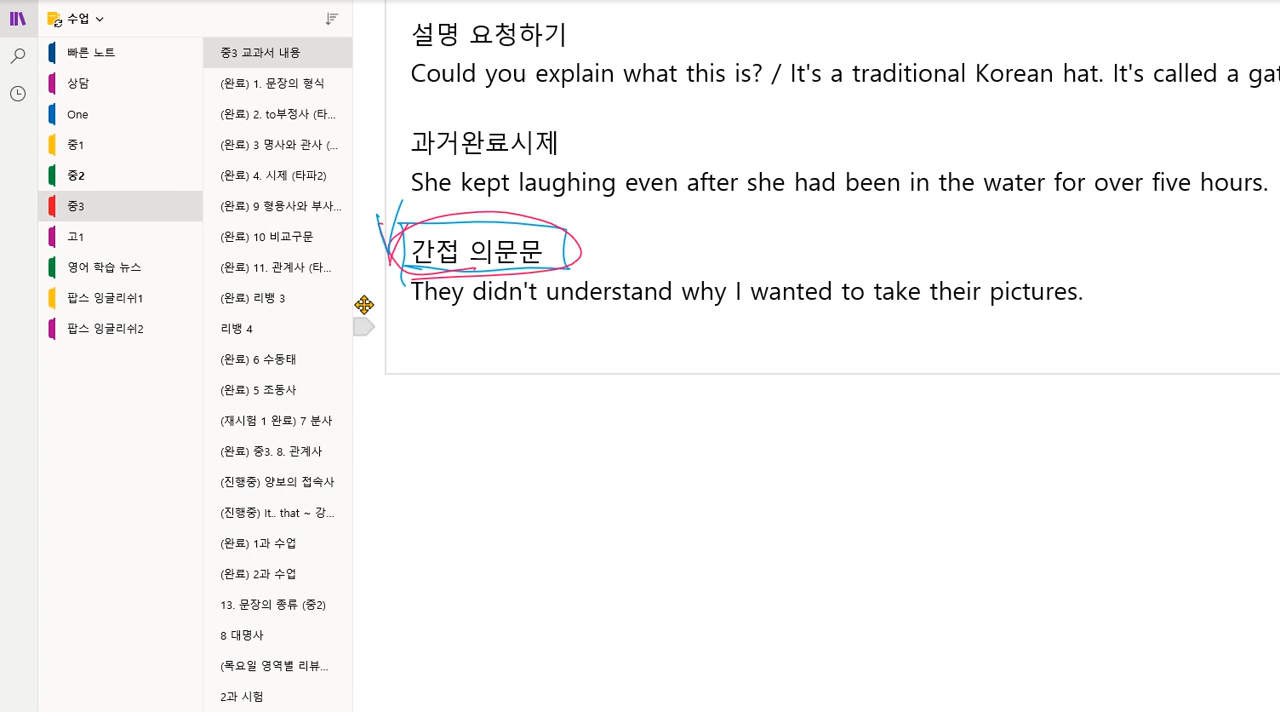 수업
빠른 노트
상담
One
중1
중2
중3
고1
영어 학습 뉴스
팝스 잉글리쉬1
팝스 잉글리쉬2
중3 교과서 내용
(완료) 1. 문장의 형식
(완료) 2. to부정사 (타...
(완료) 3 명사와 관사 (...
(완료) 4. 시제 (타파2)
(완료) 9 형용사와 부사...
(완료) 10 비교구문
(완료) 11. 관계사 (타...
(완료) 리뱅 3
리뱅 4
(완료) 6 수동태
(완료) 5 조동사
(재시험 1 완료) 7 분사
(완료) 중3. 8. 관계사
(진행중) 양보의 접속사
(진행중) It.. that ~ 강...
(완료) 1과 수업
(완료) 2과 수업
13. 문장의 종류 (중2)
8 대명사
(목요일 영역별 리뷰...
2과 시험
설명 요청하기
Could you explain what this is? / It's a traditional Korean hat. It's called a gat
과거완료시제
She kept laughing even after she had been in the water for over five hours.
간접 의문문
They didn't understand why I wanted to take their pictures.